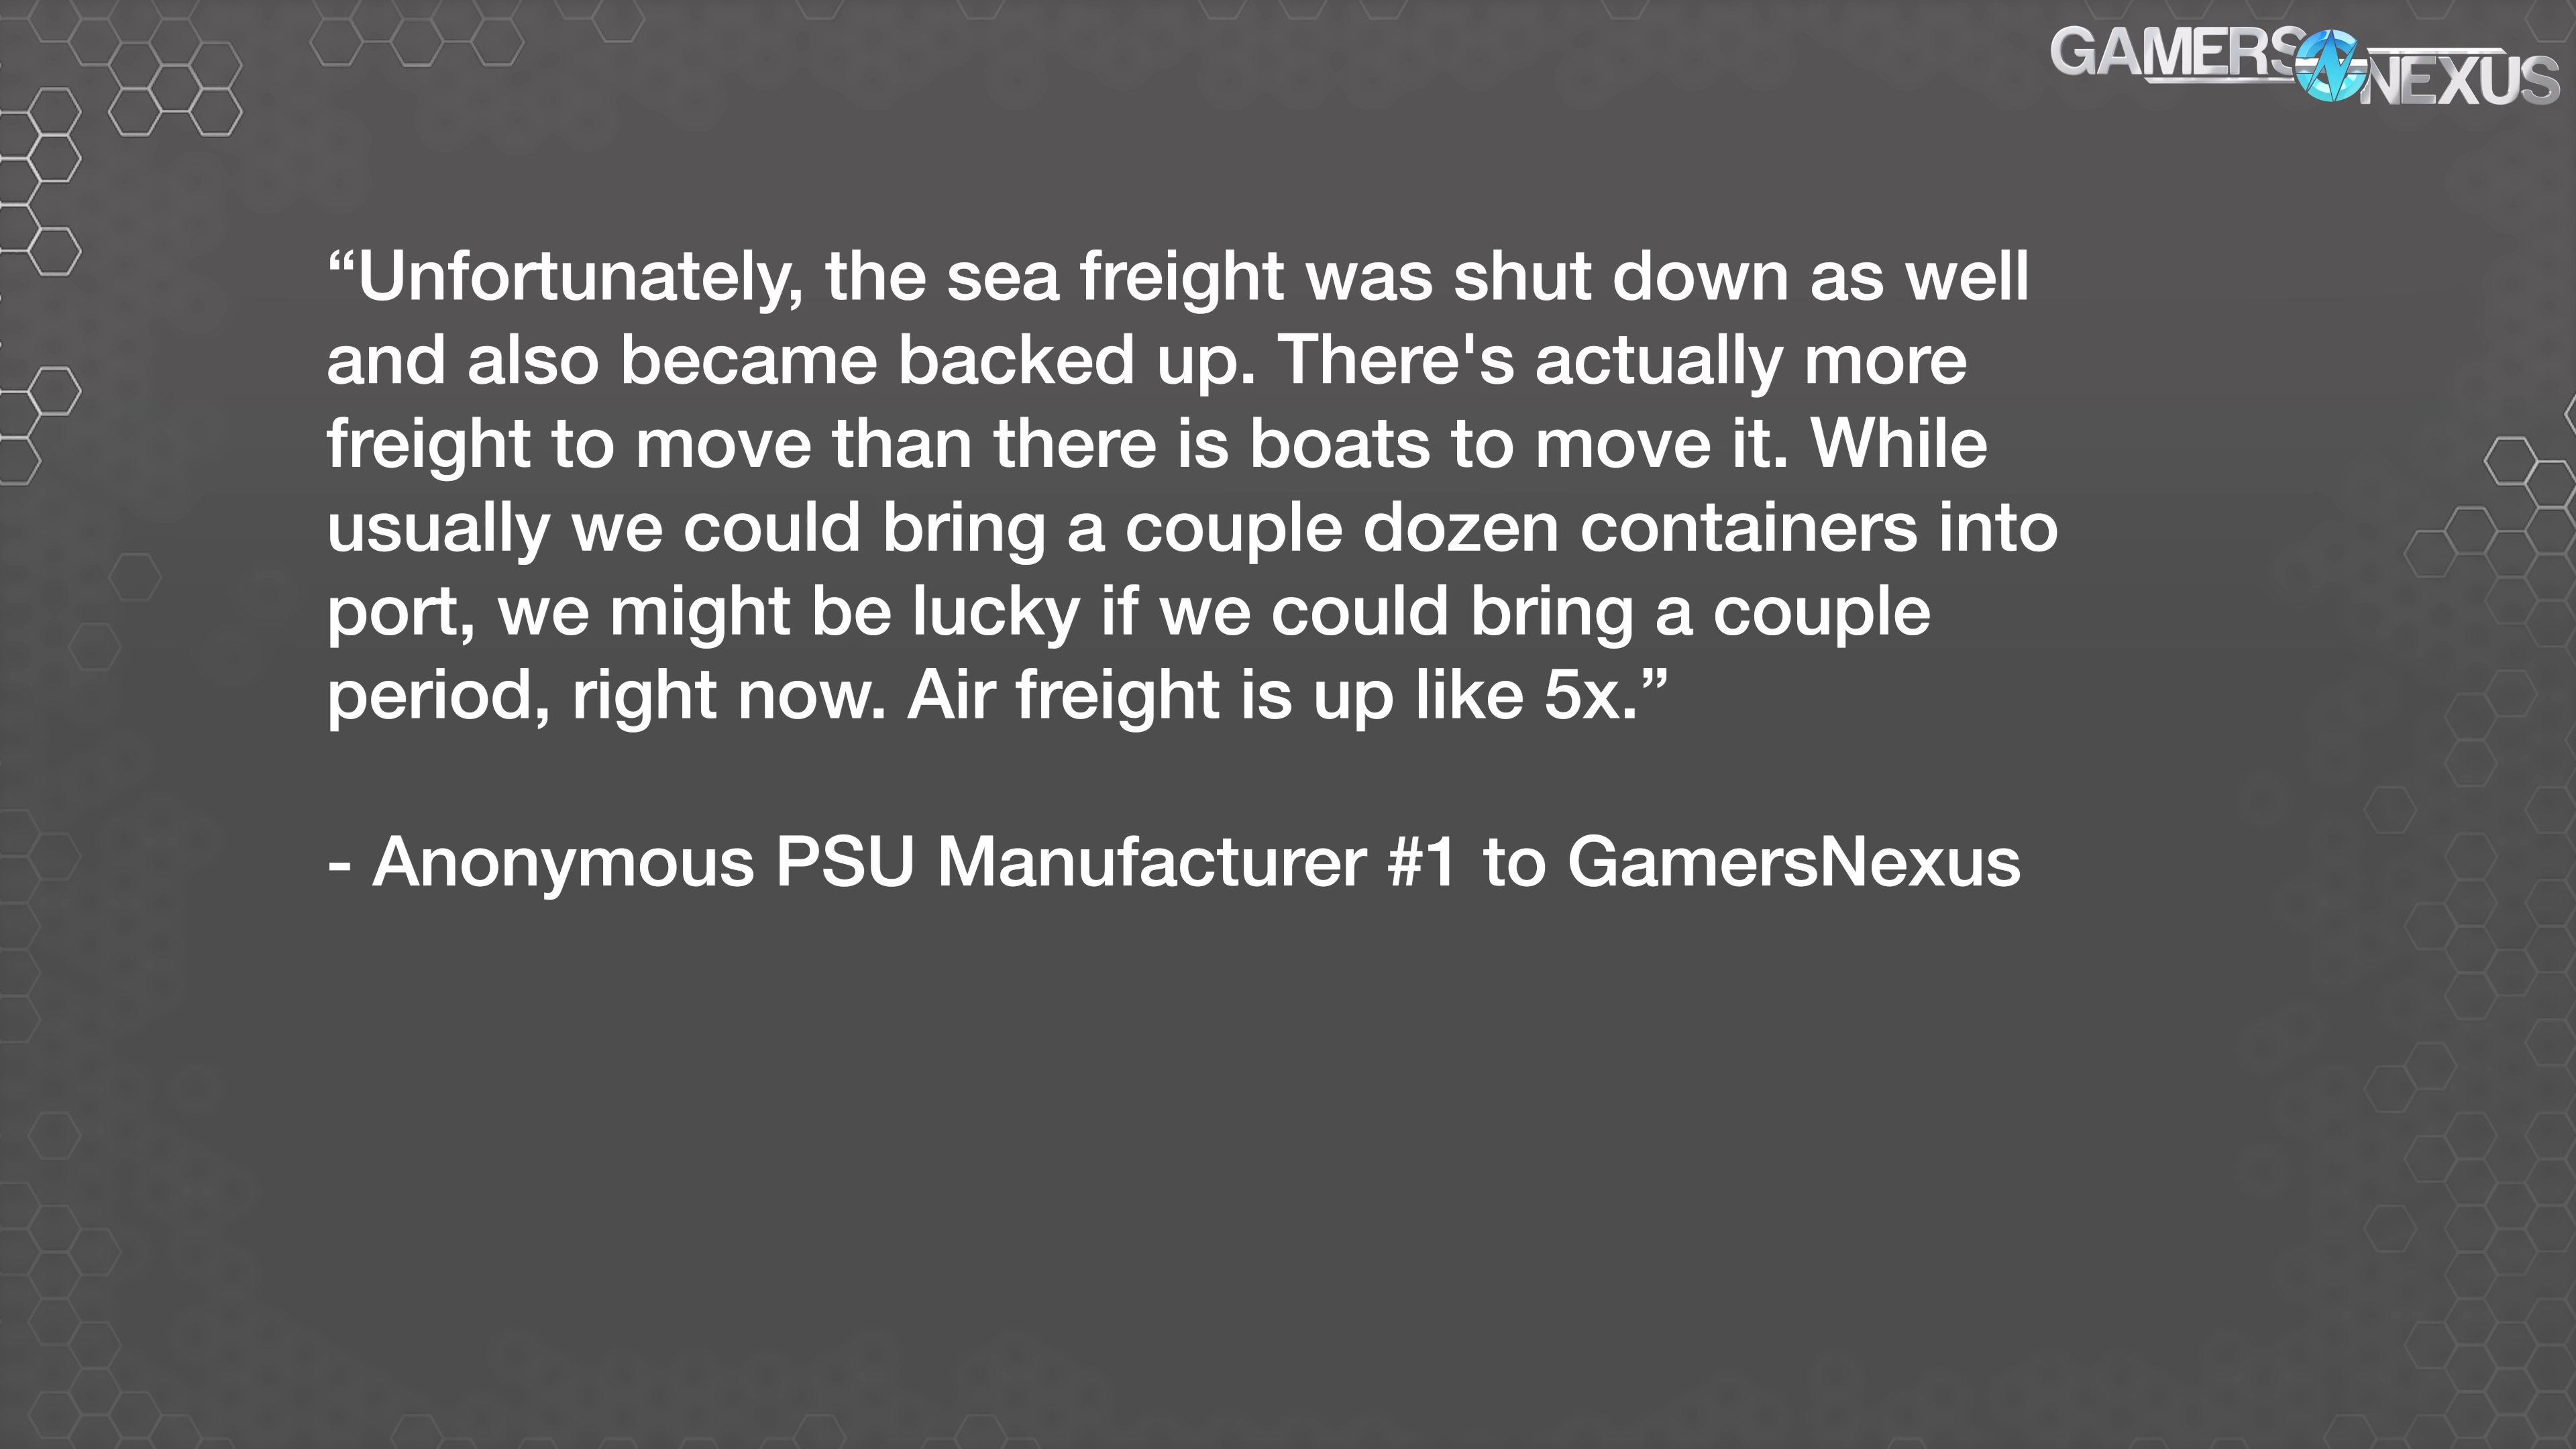 GAMERS NEXUS
“Unfortunately, the sea freight was shut down as well
and also became backed up. There's actually more
freight to move than there is boats to move it. While
usually we could bring a couple dozen containers into
port, we might be lucky if we could bring a couple
period, right now. Air freight is up like 5x.”
- Anonymous PSU Manufacturer #1 to GamersNexus